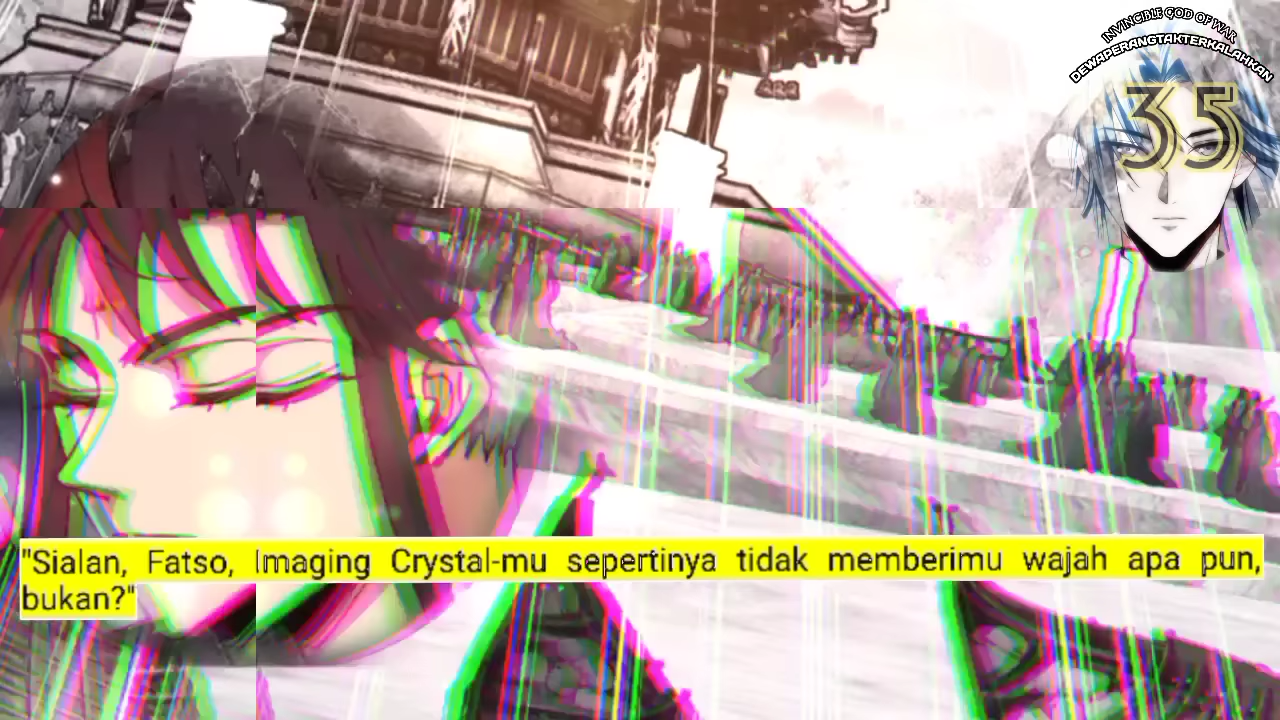 INVINCIBLE GOD OF WAR
DEWAPERANGTAKTERKALAHKAN
35
"Sialan, Fatso, Imaging Crystal-mu sepertinya tidak memberimu wajah apa pun,
bukan?"